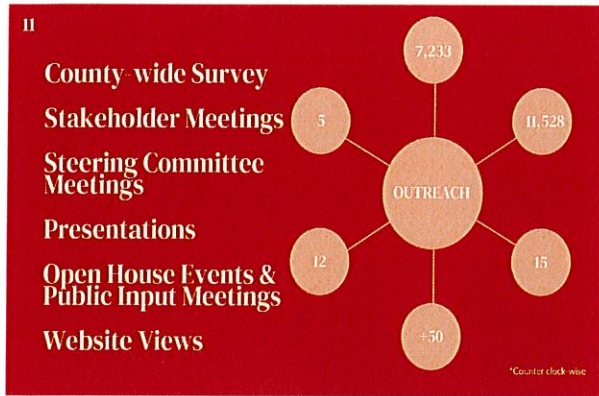 11
County-wide Survey
Stakeholder Meetings
Steering Committee
Meetings
Presentations
Open House Events &
Public Input Meetings
Website Views
7,233
5
11,528
OUTREACH
12
15
+50
*Counter clock-wise